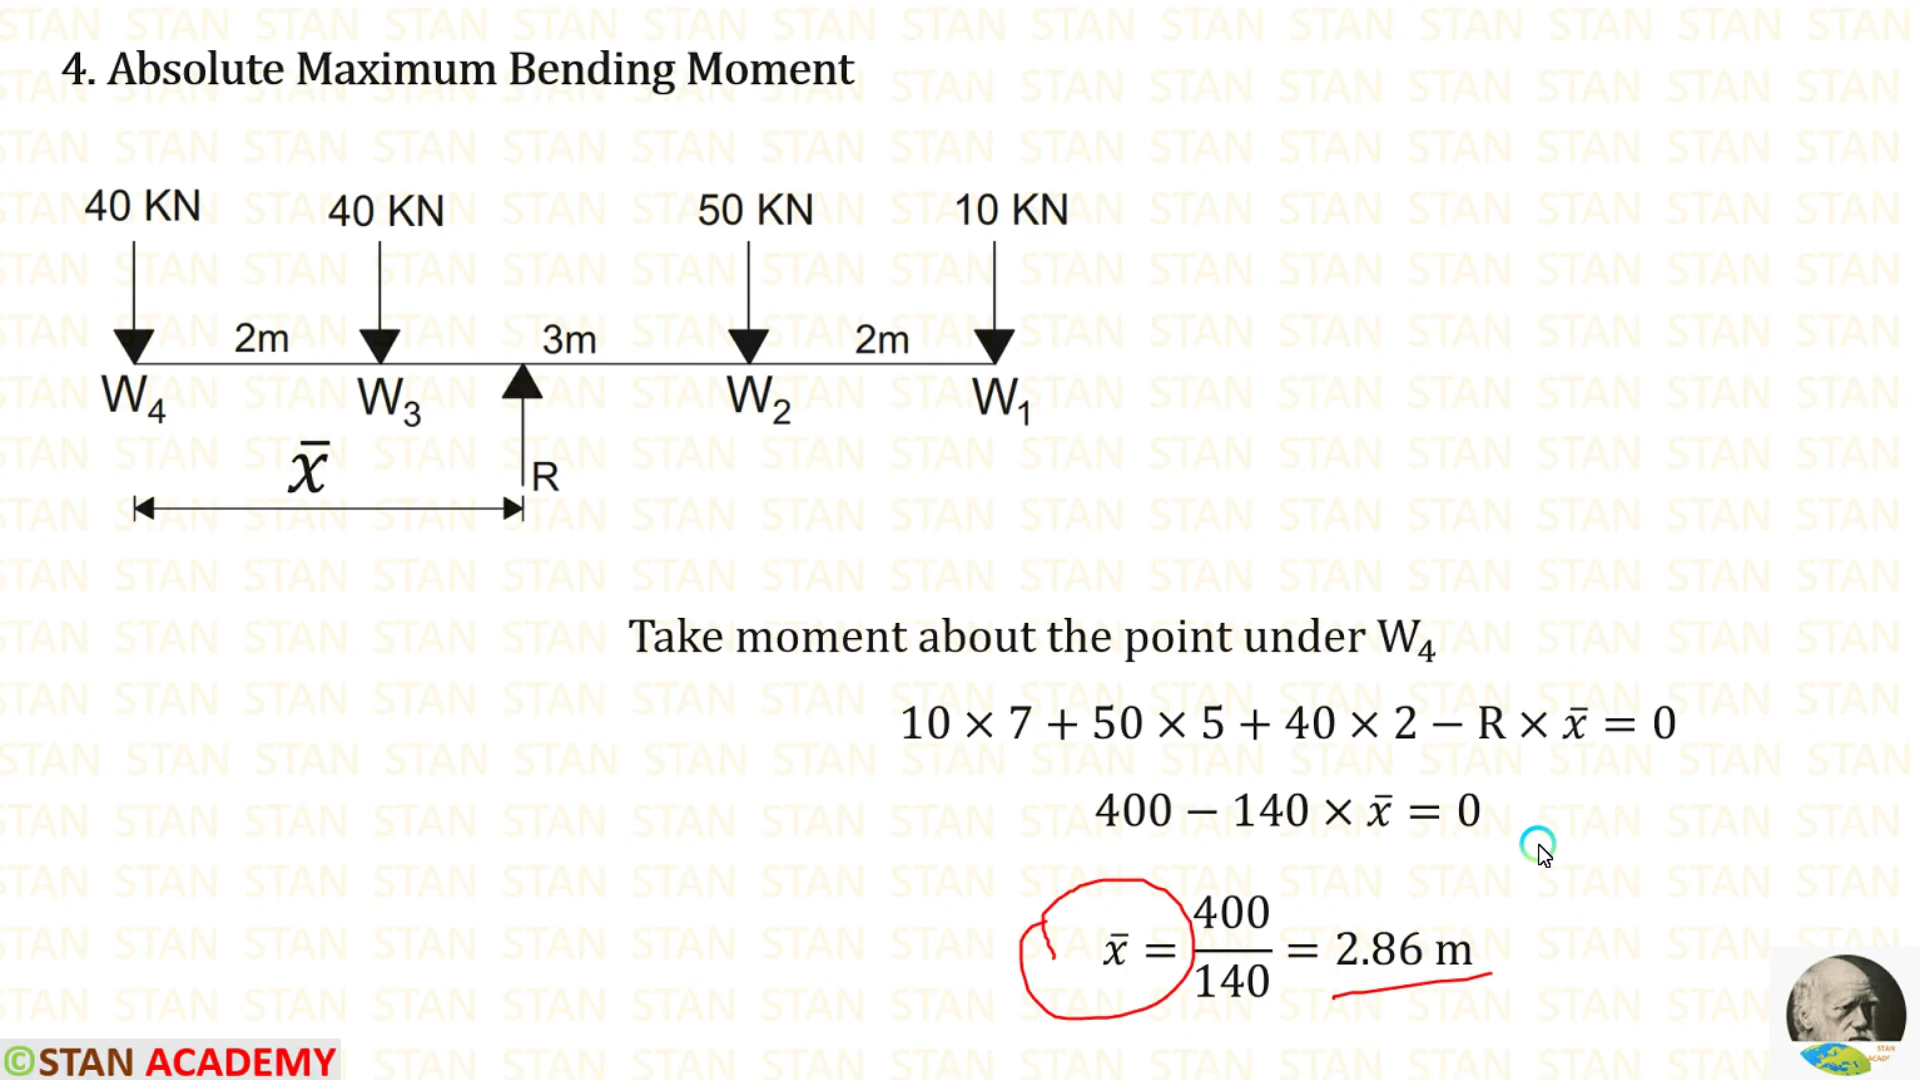 4. Absolute Maximum Bending Moment
40 KN 40 KN 50 KN 10 KN
2m 3m 2m
W₄ W₃ W₂ W₁
x̄
R
Take moment about the point under W₄
10 × 7 + 50 × 5 + 40 × 2 − R × x̄ = 0
400 − 140 × x̄ = 0
x̄ = 400/140 = 2.86 m
©STAN ACADEMY